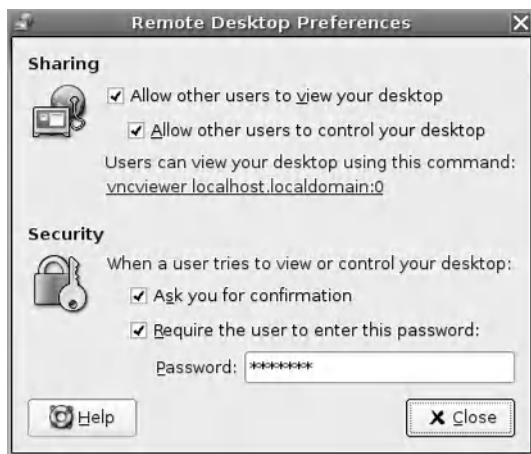 Remote Desktop Preferences
Sharing
Allow other users to view your desktop
Allow other users to control your desktop
Users can view your desktop using this command:
vncviewer localhost.localdomain:0
Security
When a user tries to view or control your desktop:
Ask you for confirmation
Require the user to enter this password:
Password: *******
Help
Close